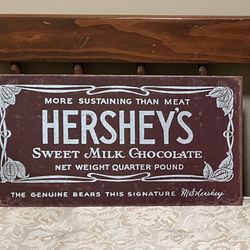 MORE SUSTAINING THAN MEAT
HERSHEY'S
SWEET MILK CHOCOLATE
NET WEIGHT QUARTER POUND
THE GENUINE BEARS THIS SIGNATURE M.S. Hershey